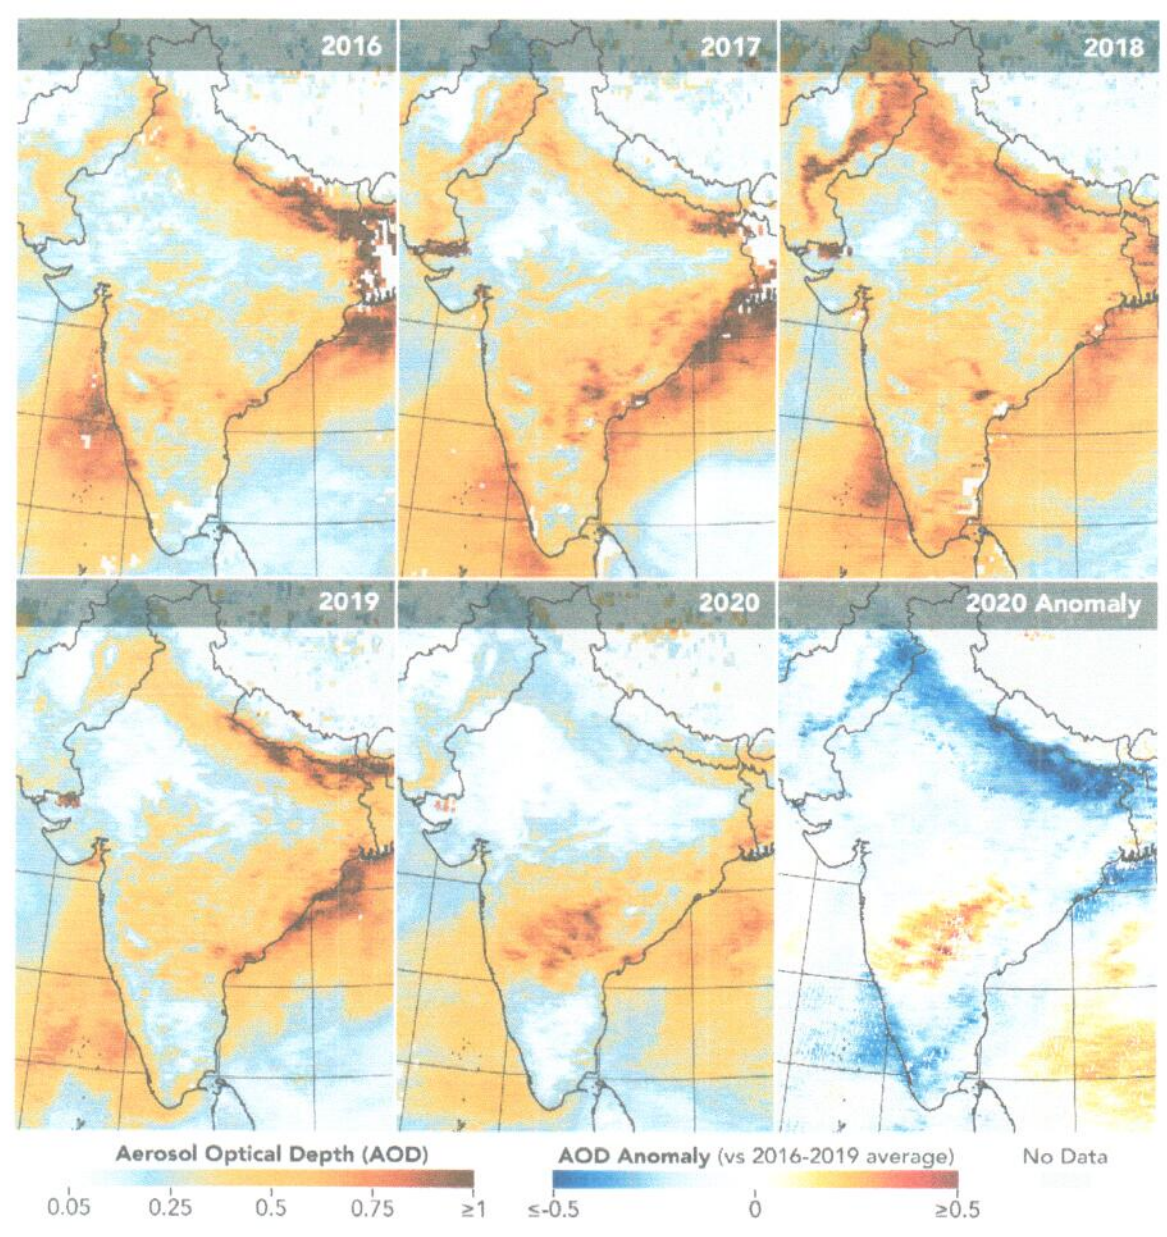 2016
2017
2018
2019
2020
2020 Anomaly
Aerosol Optical Depth (AOD)
0.05 0.25 0.5 0.75 ≥1
AOD Anomaly (vs 2016-2019 average)
≤-0.5 0 ≥0.5
No Data